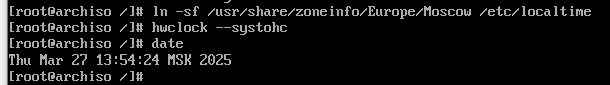 [root@archiso /]# ln -sf /usr/share/zoneinfo/Europe/Moscow /etc/localtime
[root@archiso /]# hwclock --systohc
[root@archiso /]# date
Thu Mar 27 13:54:24 MSK 2025
[root@archiso /]#